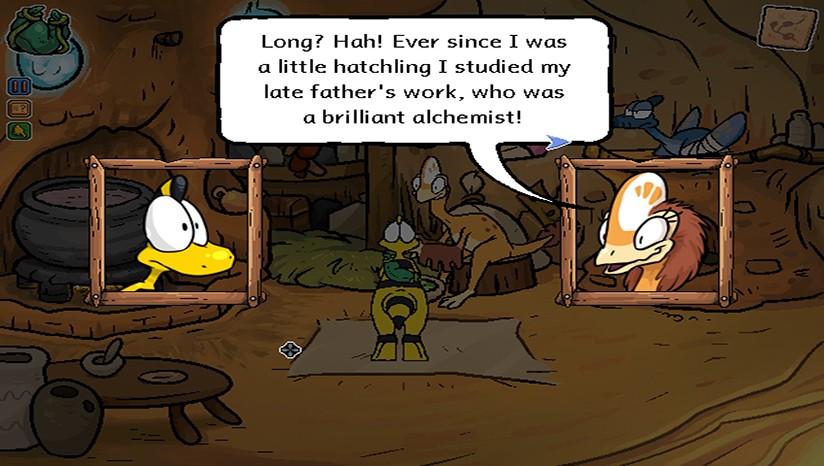 Long? Hah! Ever since I was
a little hatchling I studied my
late father's work, who was
a brilliant alchemist!